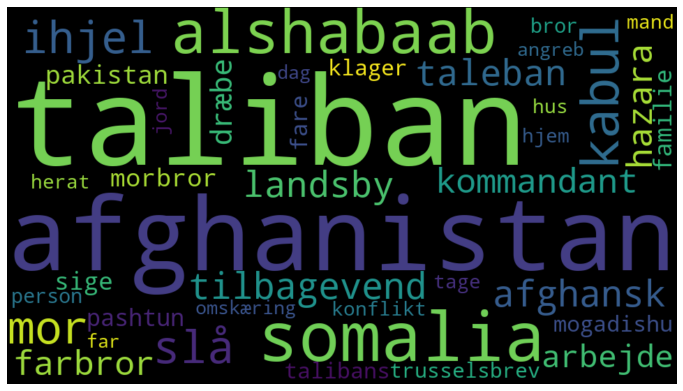 ihjel alshabaab bror mand
angreb
pakistan dræbe dag klager taleban kabul hazara familie
taliban
jord fare hus
hjem
herat morbror landsby kommandant
afghanistan
sige tilbagevend tage afghansk
person omskæring konflikt
mor pashtun somalia mogadishu
far slå
farbror talibans trusselsbrev arbejde